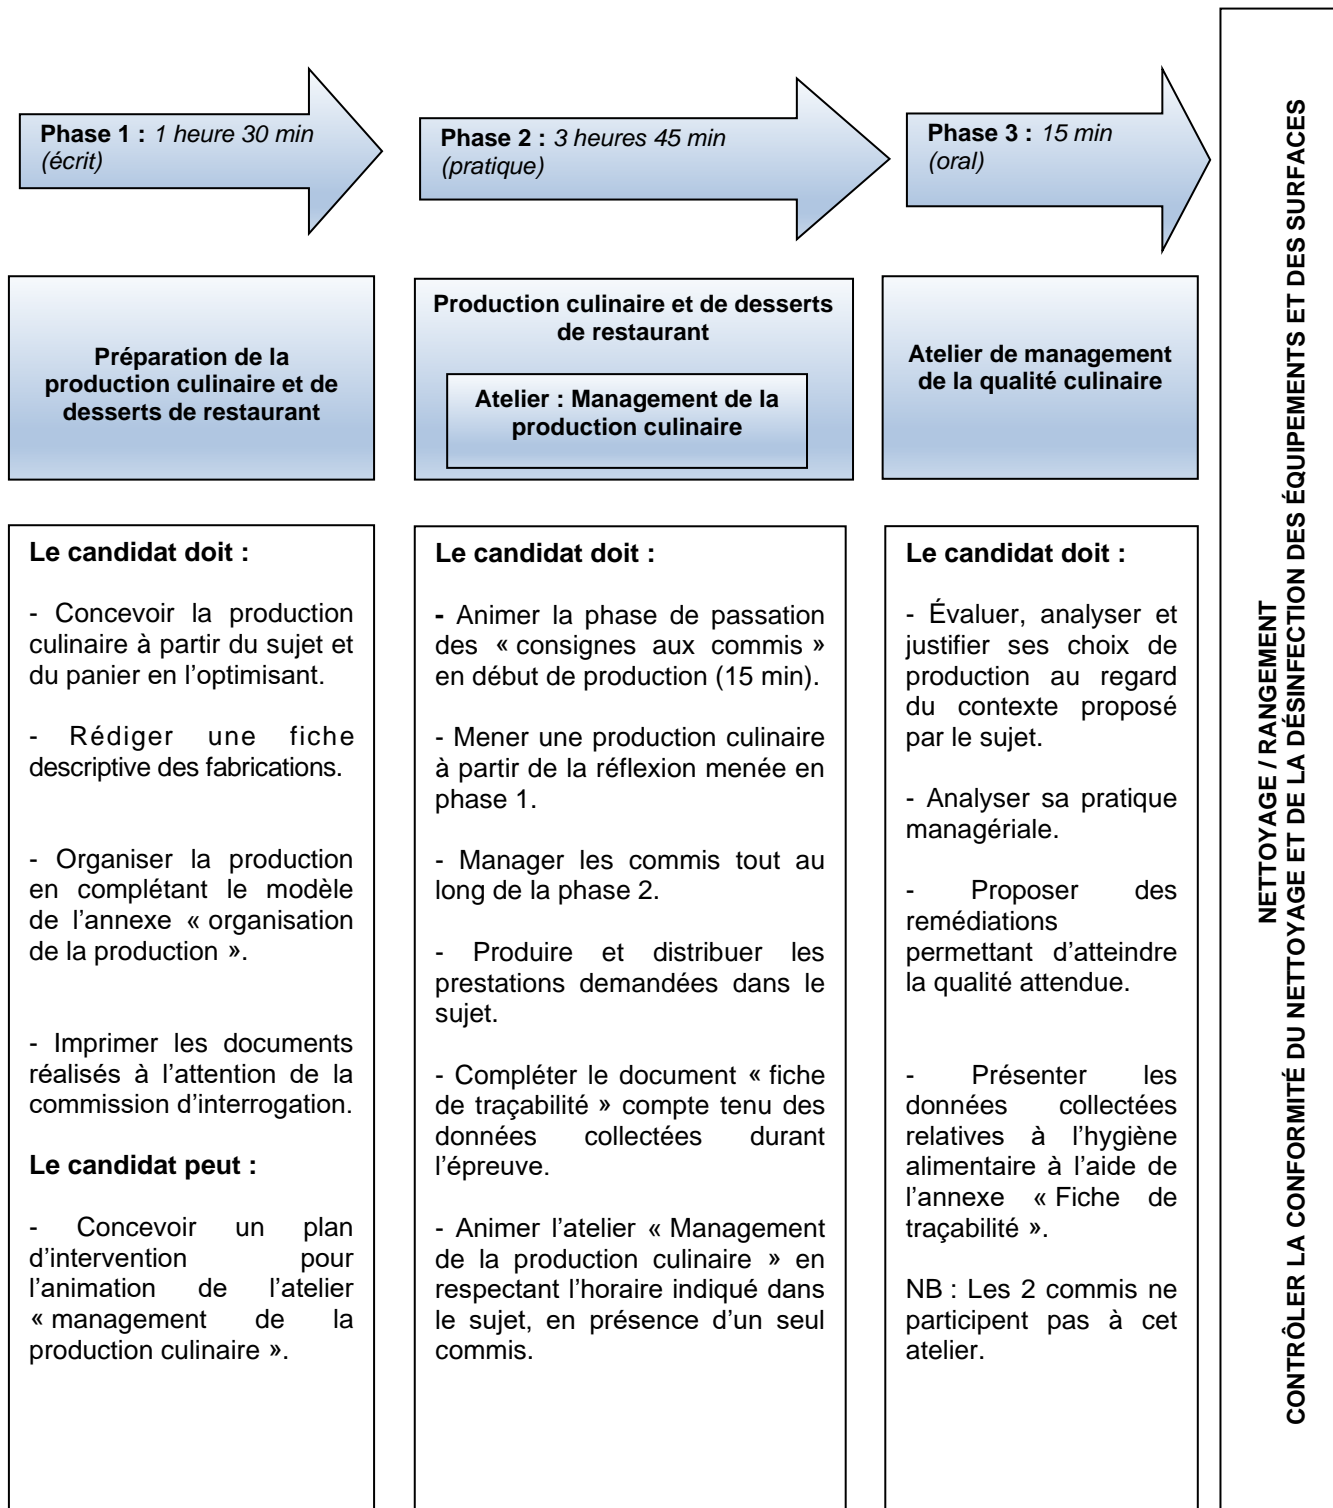 Phase 1 : 1 heure 30 min
(écrit)
Phase 2 : 3 heures 45 min
(pratique)
Phase 3 : 15 min
(oral)
Préparation de la
production culinaire et de
desserts de restaurant
Production culinaire et de desserts
de restaurant
Atelier : Management de la
production culinaire
Atelier de management
de la qualité culinaire
Le candidat doit :
- Concevoir la production
culinaire à partir du sujet et
du panier en l’optimisant.
- Rédiger une fiche
descriptive des fabrications.
- Organiser la production
en complétant le modèle
de l’annexe « organisation
de la production ».
- Imprimer les documents
réalisés à l’attention de la
commission d’interrogation.
Le candidat peut :
- Concevoir un plan
d’intervention pour
l’animation de l’atelier
« management de la
production culinaire ».
Le candidat doit :
- Animer la phase de passation
des « consignes aux commis »
en début de production (15 min).
- Mener une production culinaire
à partir de la réflexion menée en
phase 1.
- Manager les commis tout au
long de la phase 2.
- Produire et distribuer les
prestations demandées dans le
sujet.
- Compléter le document « fiche
de traçabilité » compte tenu des
données collectées durant
l’épreuve.
- Animer l’atelier « Management
de la production culinaire » en
respectant l’horaire indiqué dans
le sujet, en présence d’un seul
commis.
Le candidat doit :
- Évaluer, analyser et
justifier ses choix de
production au regard
du contexte proposé
par le sujet.
- Analyser sa pratique
managériale.
- Proposer des
remédiations
permettant d’atteindre
la qualité attendue.
- Présenter les
données collectées
relatives à l’hygiène
alimentaire à l’aide de
l’annexe « Fiche de
traçabilité ».
NB : Les 2 commis ne
participent pas à cet
atelier.
NETTOYAGE / RANGEMENT
CONTRÔLER LA CONFORMITÉ DU NETTOYAGE ET DE LA DÉSINFECTION DES ÉQUIPEMENTS ET DES SURFACES